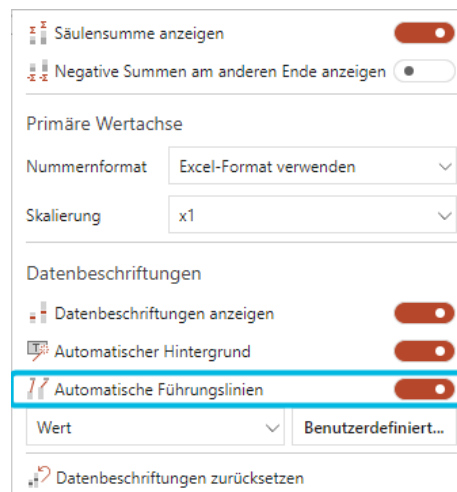 Säulensumme anzeigen
Negative Summen am anderen Ende anzeigen
Primäre Wertachse
Nummernformat Excel-Format verwenden
Skalierung x1
Datenbeschriftungen
Datenbeschriftungen anzeigen
Automatischer Hintergrund
Automatische Führungslinien
Wert Benutzerdefiniert...
Datenbeschriftungen zurücksetzen